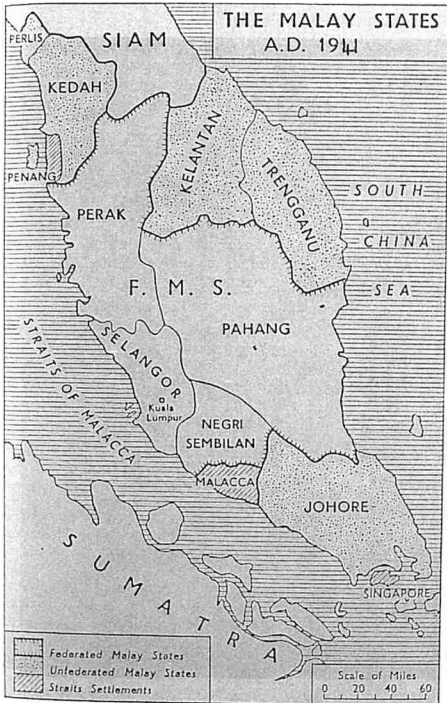 THE MALAY STATES
A.D. 1914
PERLIS
SIAM
KEDAH
PENANG
KELANTAN
TRENGGANU
PERAK
SOUTH
CHINA
SEA
F. M. S.
PAHANG
STRAITS OF MALACCA
SELANGOR
Kuala
Lumpur
NEGRI
SEMBILAN
MALACCA
JOHORE
SINGAPORE
SUMATRA
Federated Malay States
Unfederated Malay States
Straits Settlements
Scale of Miles
0 20 40 60